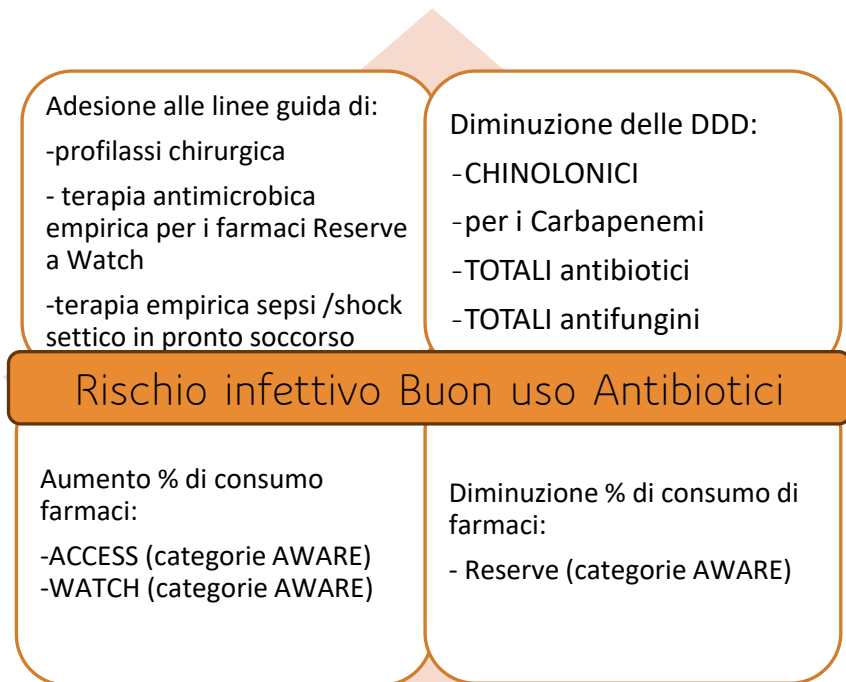 Adesione alle linee guida di:
-profilassi chirurgica
- terapia antimicrobica
empirica per i farmaci Reserve
a Watch
-terapia empirica sepsi /shock
settico in pronto soccorso
Diminuzione delle DDD:
-CHINOLONICI
-per i Carbapenemi
-TOTALI antibiotici
-TOTALI antifungini
Rischio infettivo Buon uso Antibiotici
Aumento % di consumo
farmaci:
-ACCESS (categorie AWARE)
-WATCH (categorie AWARE)
Diminuzione % di consumo di
farmaci:
- Reserve (categorie AWARE)